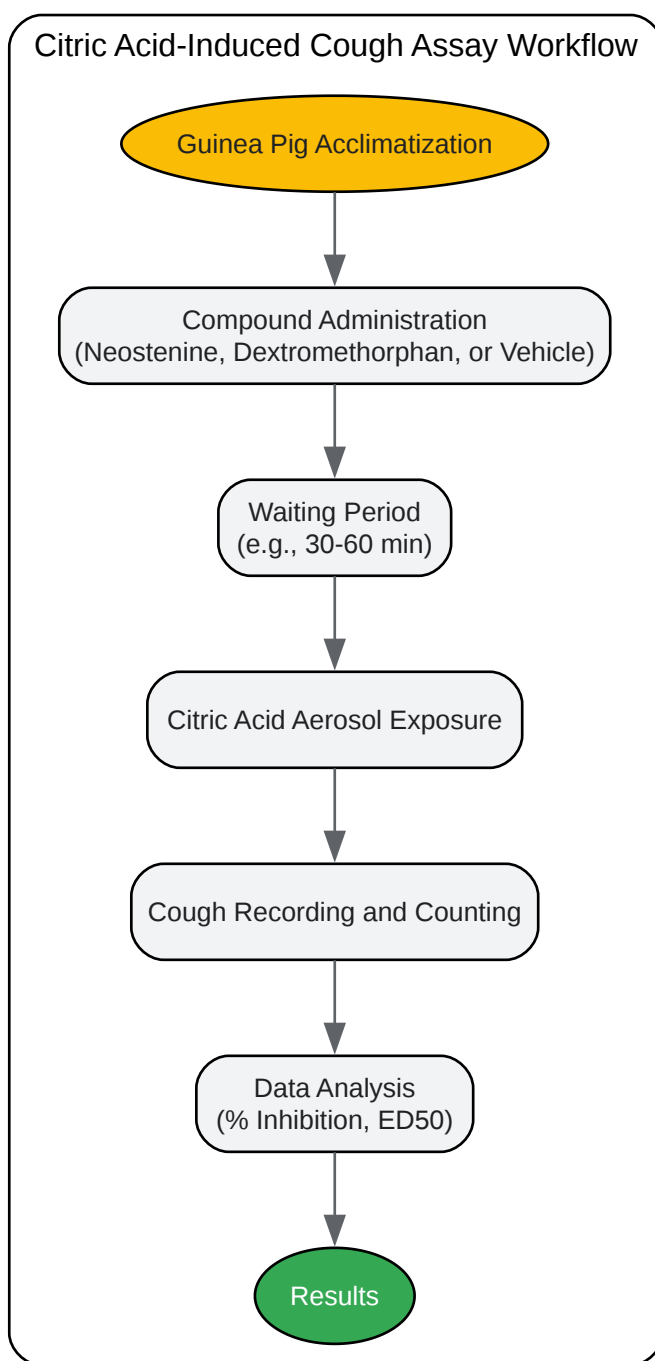 Citric Acid-Induced Cough Assay Workflow
Guinea Pig Acclimatization
Compound Administration
(Neostenine, Dextromethorphan, or Vehicle)
Waiting Period
(e.g., 30-60 min)
Citric Acid Aerosol Exposure
Cough Recording and Counting
Data Analysis
(% Inhibition, ED50)
Results